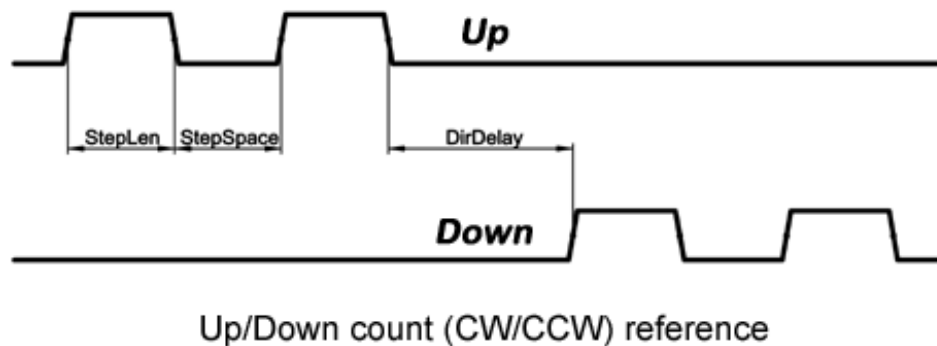 Up
StepLen StepSpace DirDelay
Down
Up/Down count (CW/CCW) reference